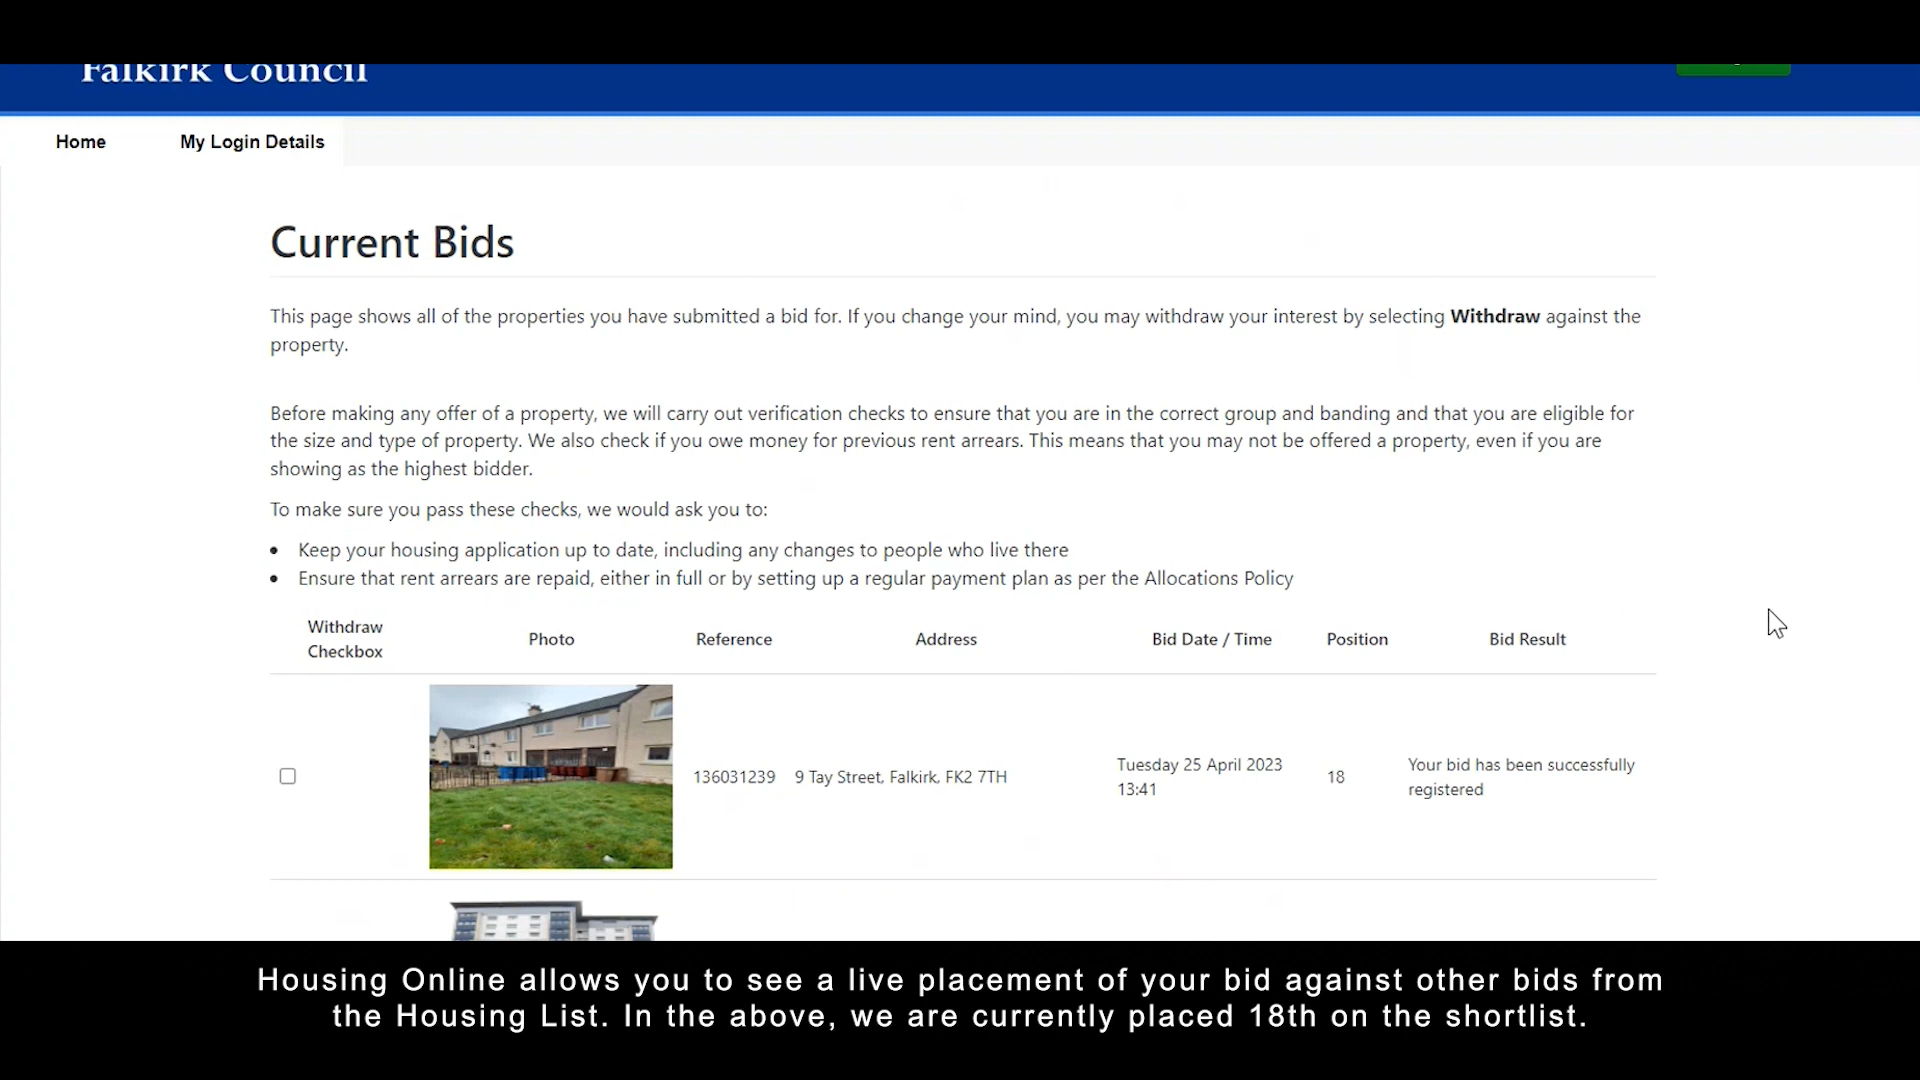 Falkirk Council
Home
My Login Details
Current Bids
This page shows all of the properties you have submitted a bid for. If you change your mind, you may withdraw your interest by selecting Withdraw against the
property.
Before making any offer of a property, we will carry out verification checks to ensure that you are in the correct group and banding and that you are eligible for
the size and type of property. We also check if you owe money for previous rent arrears. This means that you may not be offered a property, even if you are
showing as the highest bidder.
To make sure you pass these checks, we would ask you to:
Keep your housing application up to date, including any changes to people who live there
Ensure that rent arrears are repaid, either in full or by setting up a regular payment plan as per the Allocations Policy
Withdraw
Checkbox
Photo
Reference
Address
Bid Date / Time
Position
Bid Result
136031239
9 Tay Street, Falkirk, FK2 7TH
Tuesday 25 April 2023
13:41
18
Your bid has been successfully
registered
Housing Online allows you to see a live placement of your bid against other bids from
the Housing List. In the above, we are currently placed 18th on the shortlist.